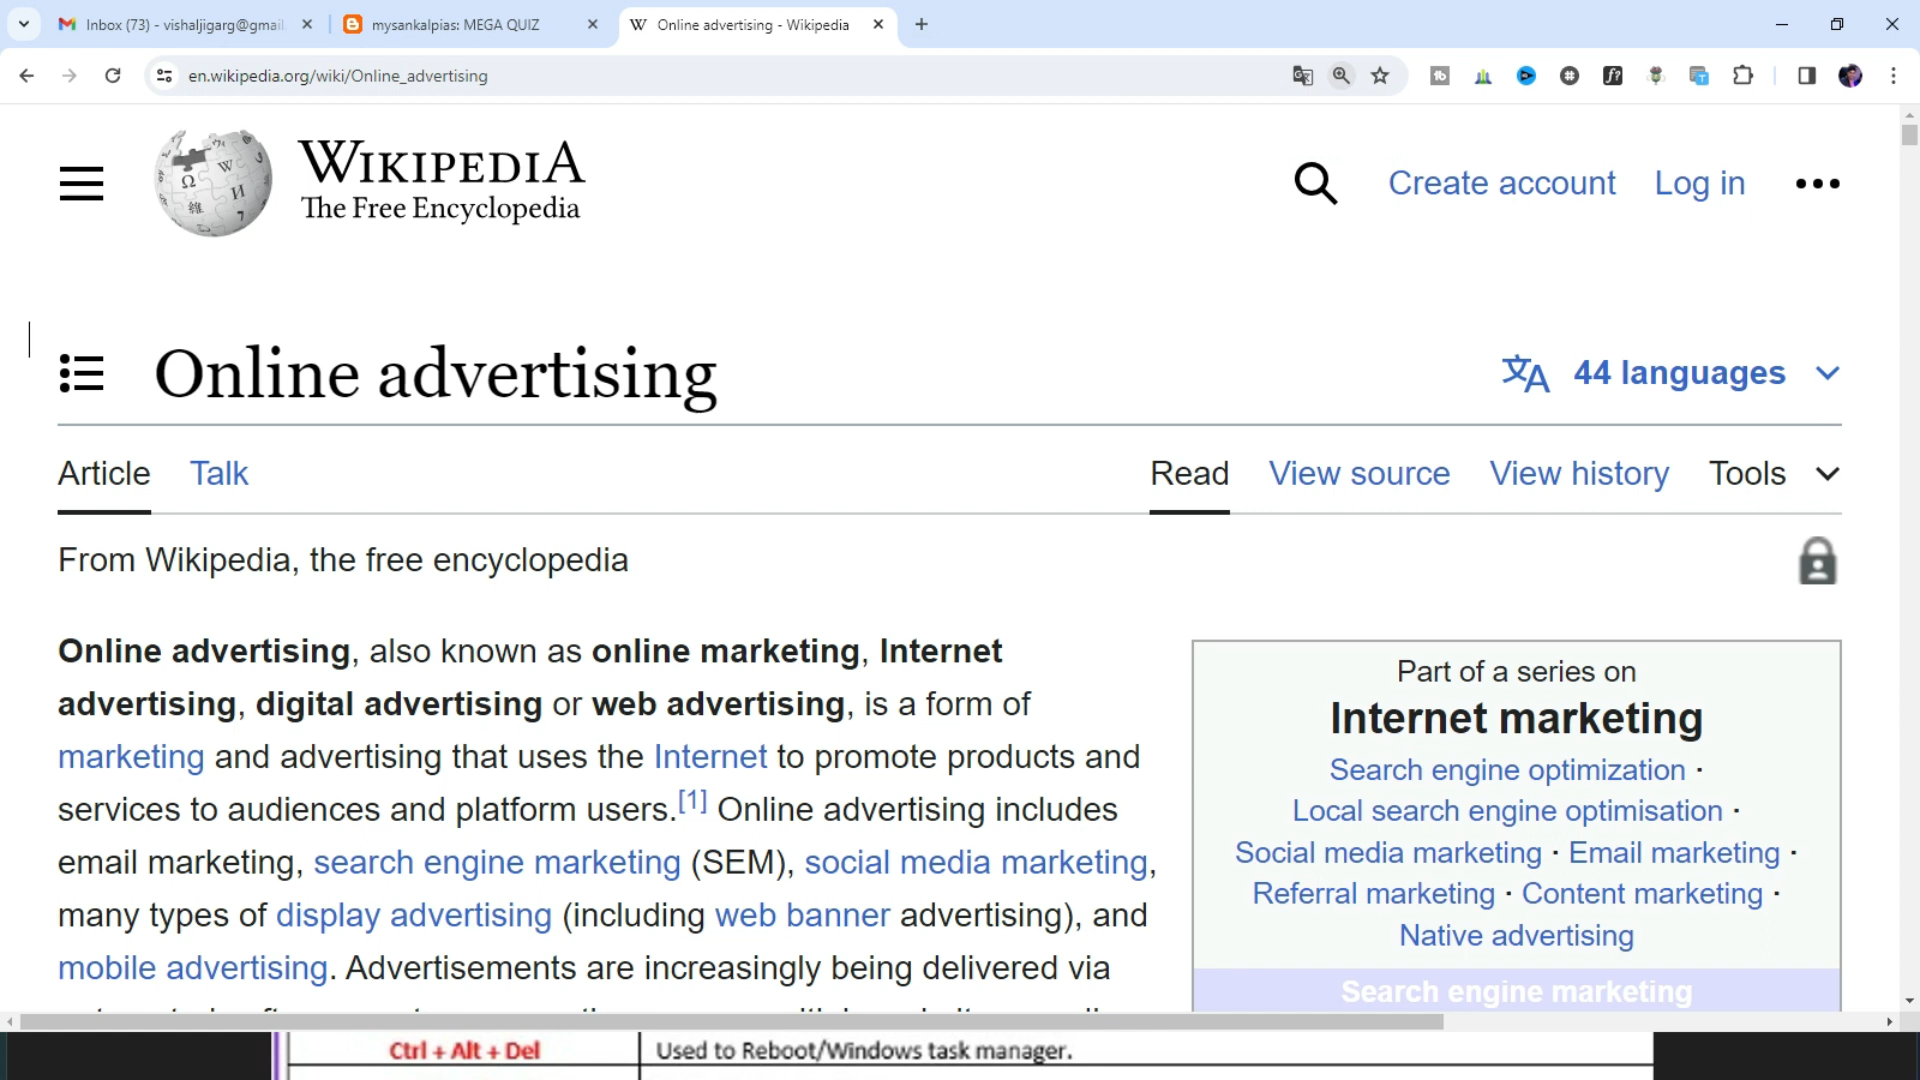 Inbox (73) - vishaljigarg@gmail.
mysankalpias: MEGA QUIZ
Online advertising - Wikipedia
en.wikipedia.org/wiki/Online_advertising
WIKIPEDIA
The Free Encyclopedia
Create account
Log in
Online advertising
44 languages
Article
Talk
Read
View source
View history
Tools
From Wikipedia, the free encyclopedia
Online advertising, also known as online marketing, Internet
advertising, digital advertising or web advertising, is a form of
marketing and advertising that uses the Internet to promote products and
services to audiences and platform users.[1] Online advertising includes
email marketing, search engine marketing (SEM), social media marketing,
many types of display advertising (including web banner advertising), and
mobile advertising. Advertisements are increasingly being delivered via
Part of a series on
Internet marketing
Search engine optimization ·
Local search engine optimisation ·
Social media marketing · Email marketing ·
Referral marketing · Content marketing ·
Native advertising
Search engine marketing
Ctrl + Alt + Del
Used to Reboot/Windows task manager.